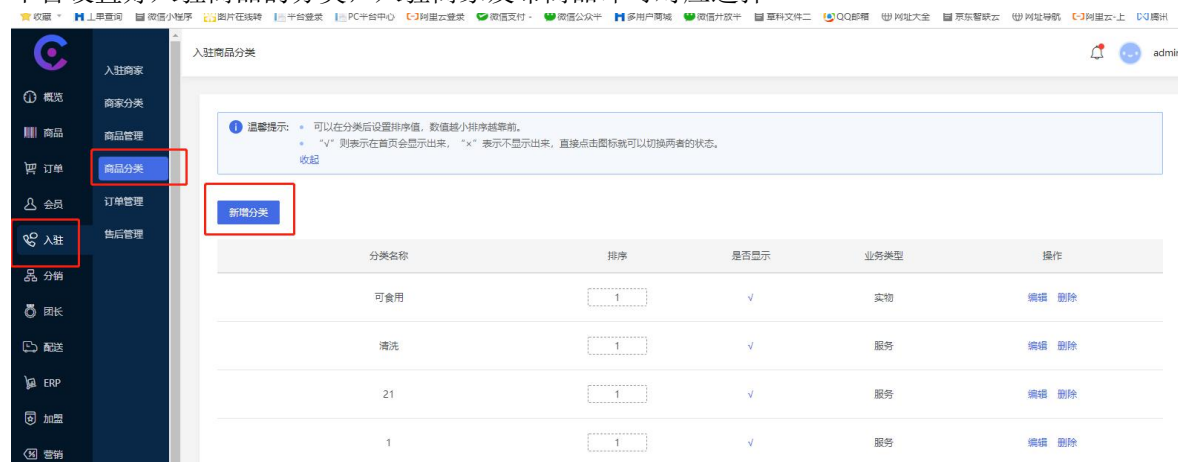 收藏 上单查询 微信小程序 图片在线转 千台登录 PC千台中心 阿里云登录 微信支付 - 微信公众千 多用户商城 微信开放千 草料文件二 QQ邮箱 网址大全 京东智联云 网址导航 阿里云-上 腾讯
入驻商家
入驻商品分类
admin
概览
商家分类
商品
商品管理
温馨提示: 可以在分类后设置排序值，数值越小排序越靠前。
“√”则表示在首页会显示出来，“×”表示不显示出来，直接点击图标就可以切换两者的状态。
收起
订单
商品分类
会员
订单管理
新增分类
入驻
售后管理
分类名称 排序 是否显示 业务类型 操作
分销
可食用 1 √ 实物 编辑 删除
团长
配送
清洗 1 √ 服务 编辑 删除
ERP
21 1 √ 服务 编辑 删除
加盟
1 1 √ 服务 编辑 删除
营销